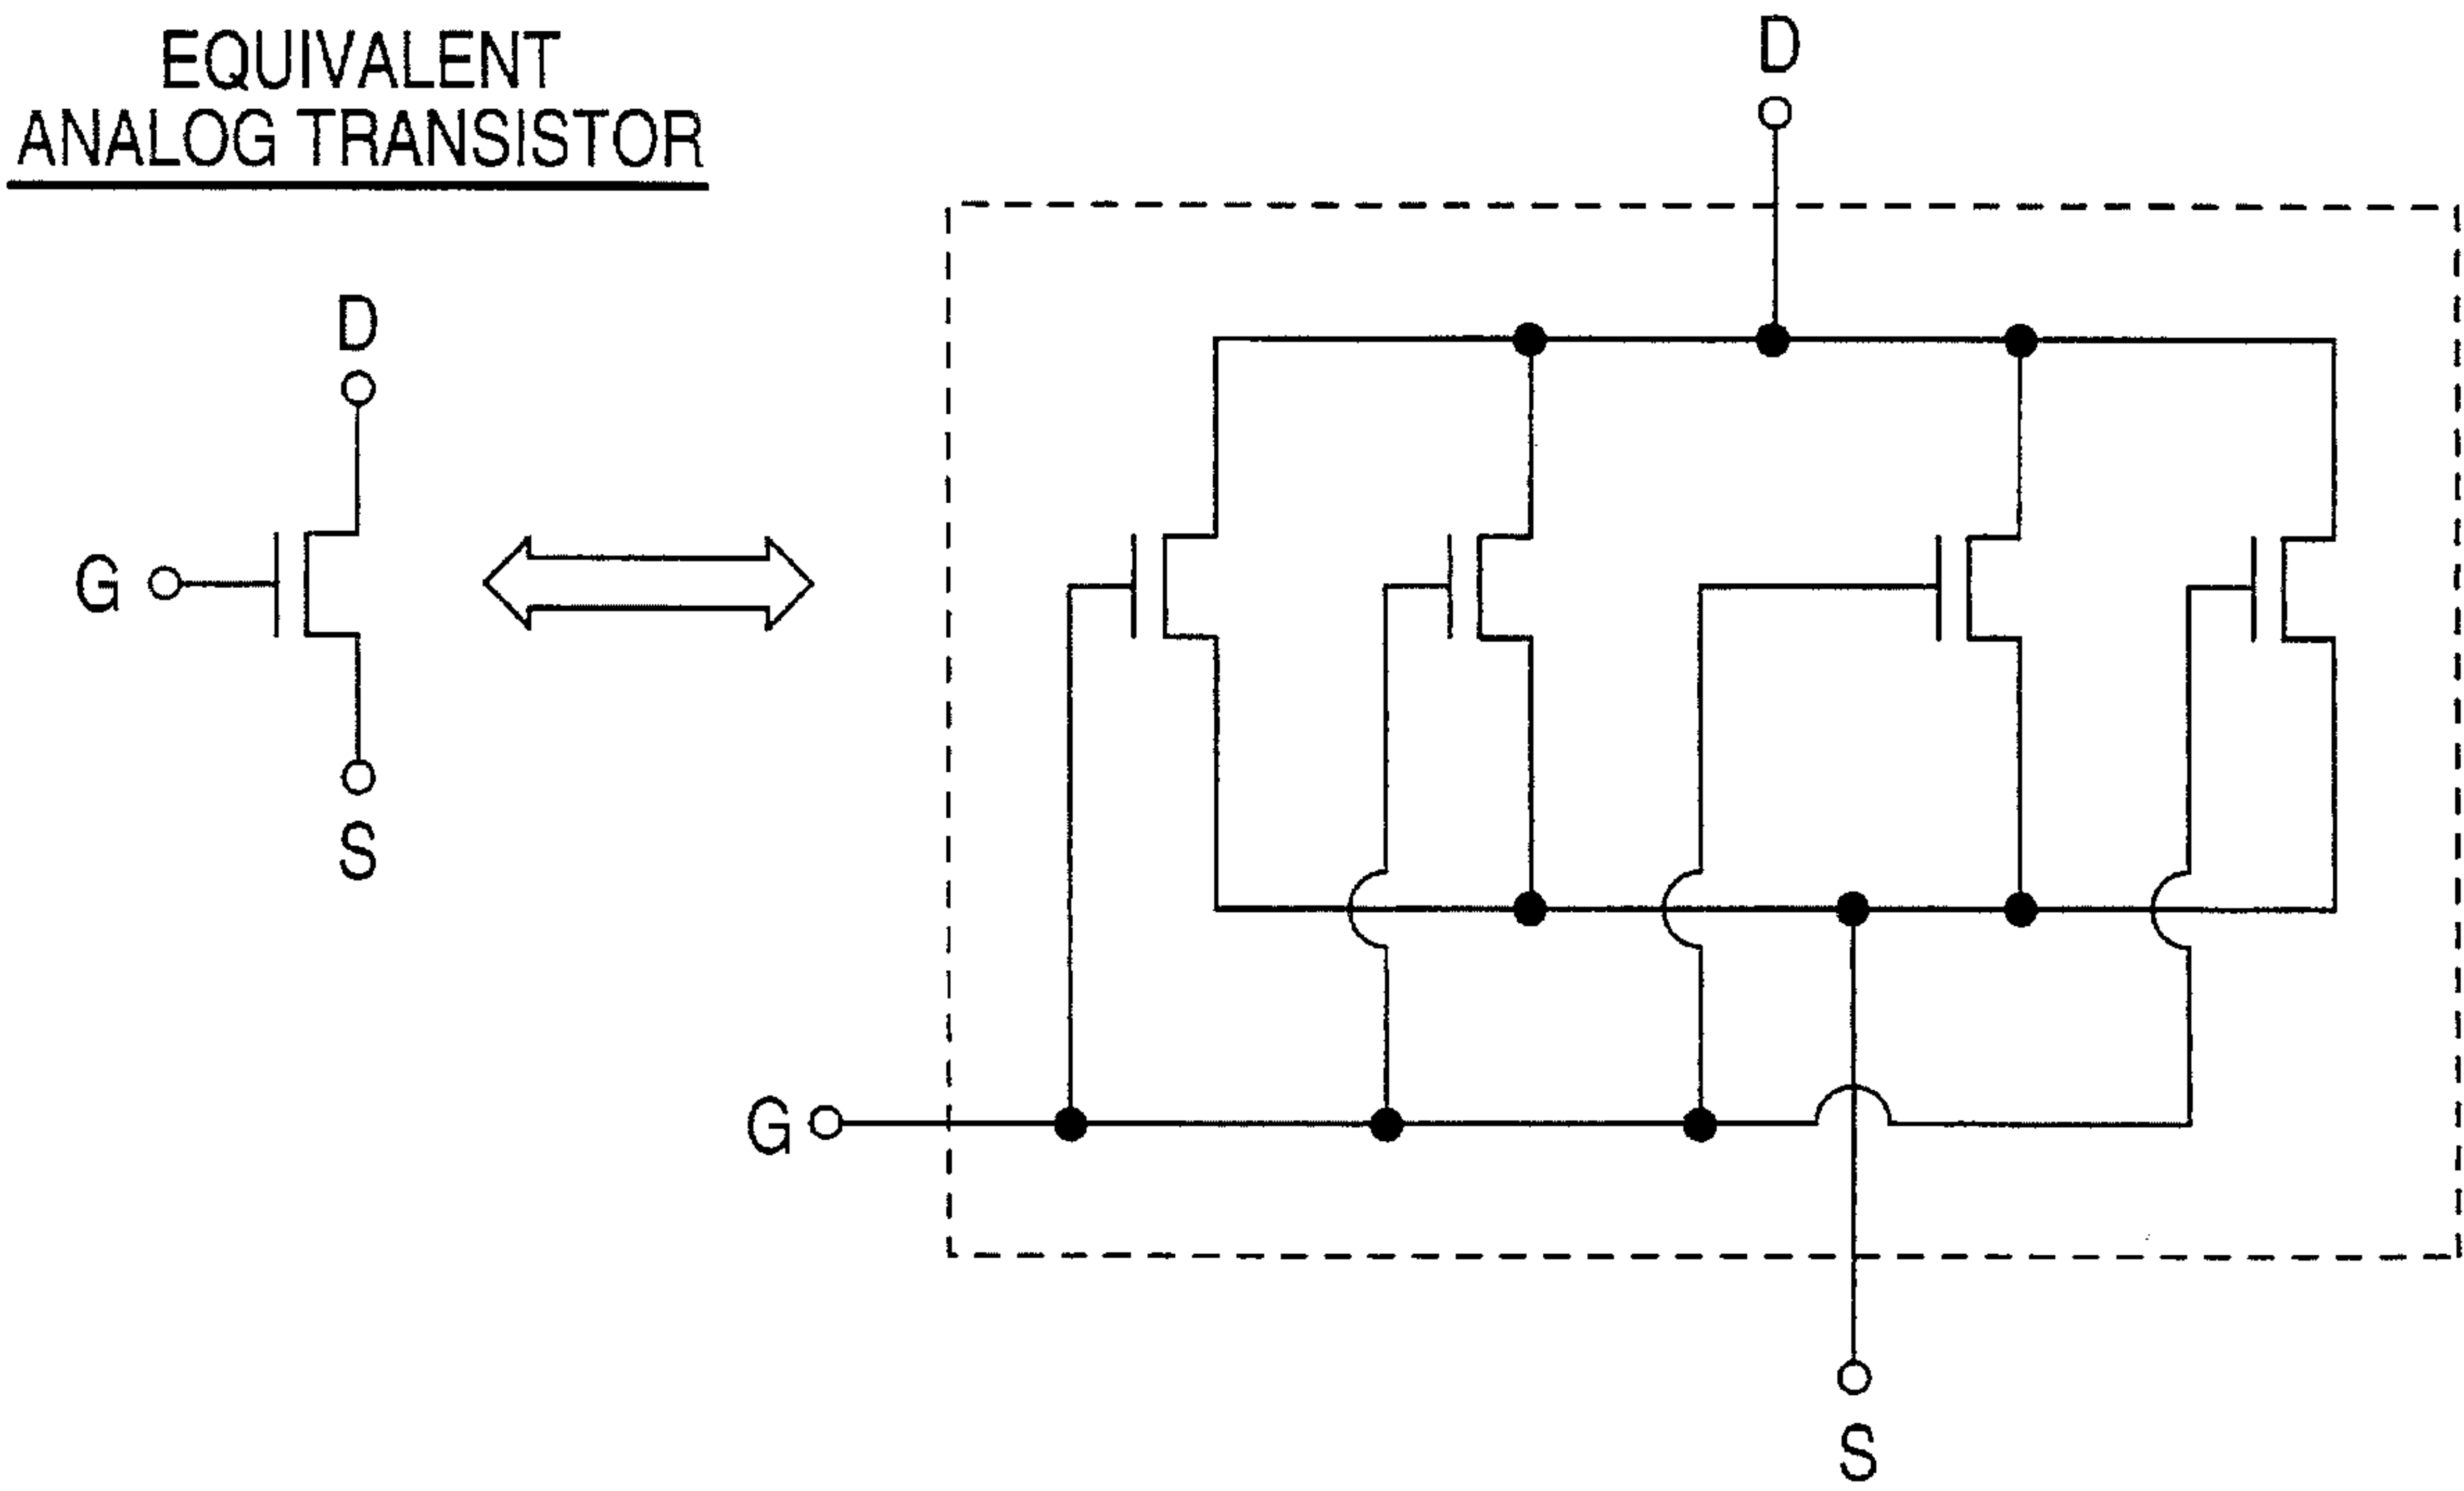 EQUIVALENT
ANALOG TRANSISTOR
D
G
S
D
G
S